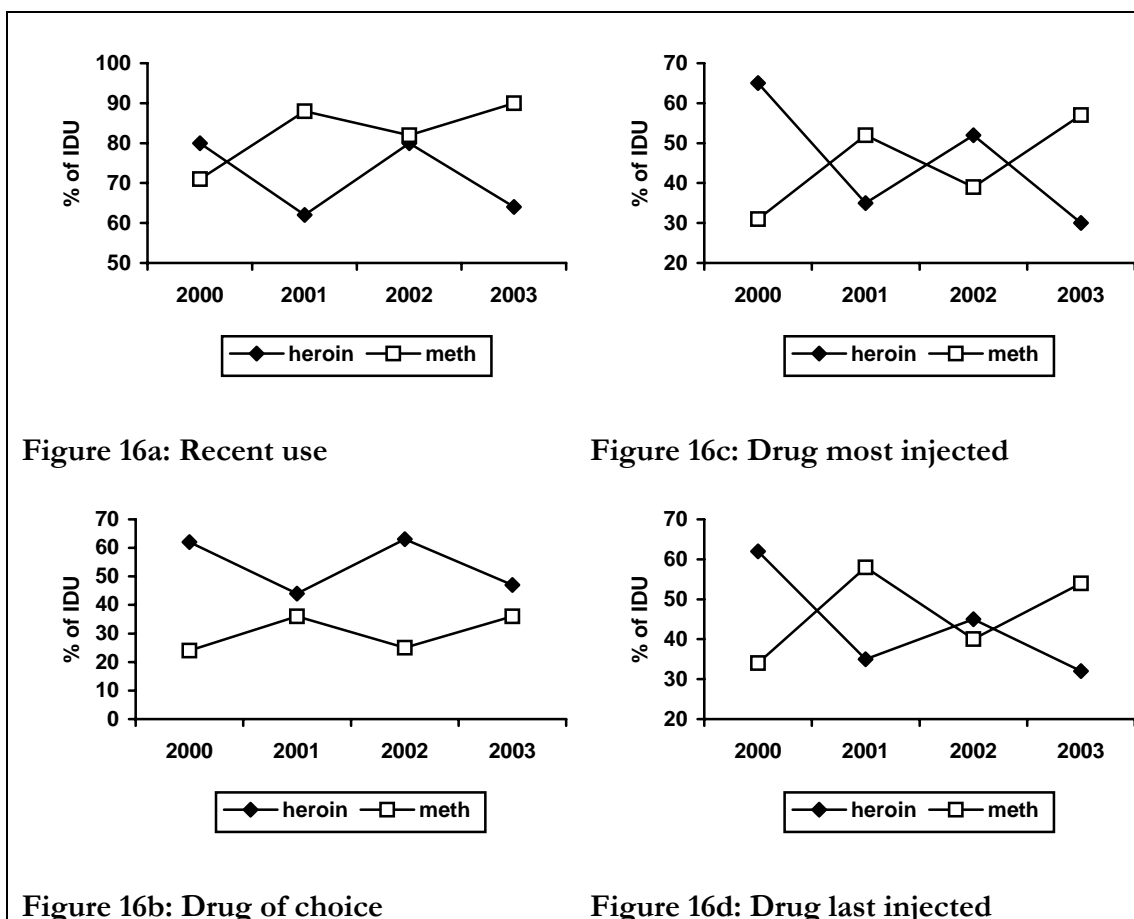 100
90
80
70
60
50
% of IDU
2000 2001 2002 2003
heroin meth
Figure 16a: Recent use
70
60
50
40
30
20
% of IDU
2000 2001 2002 2003
heroin meth
Figure 16c: Drug most injected
70
60
50
40
30
20
10
0
% of IDU
2000 2001 2002 2003
heroin meth
Figure 16b: Drug of choice
70
60
50
40
30
20
% of IDU
2000 2001 2002 2003
heroin meth
Figure 16d: Drug last injected